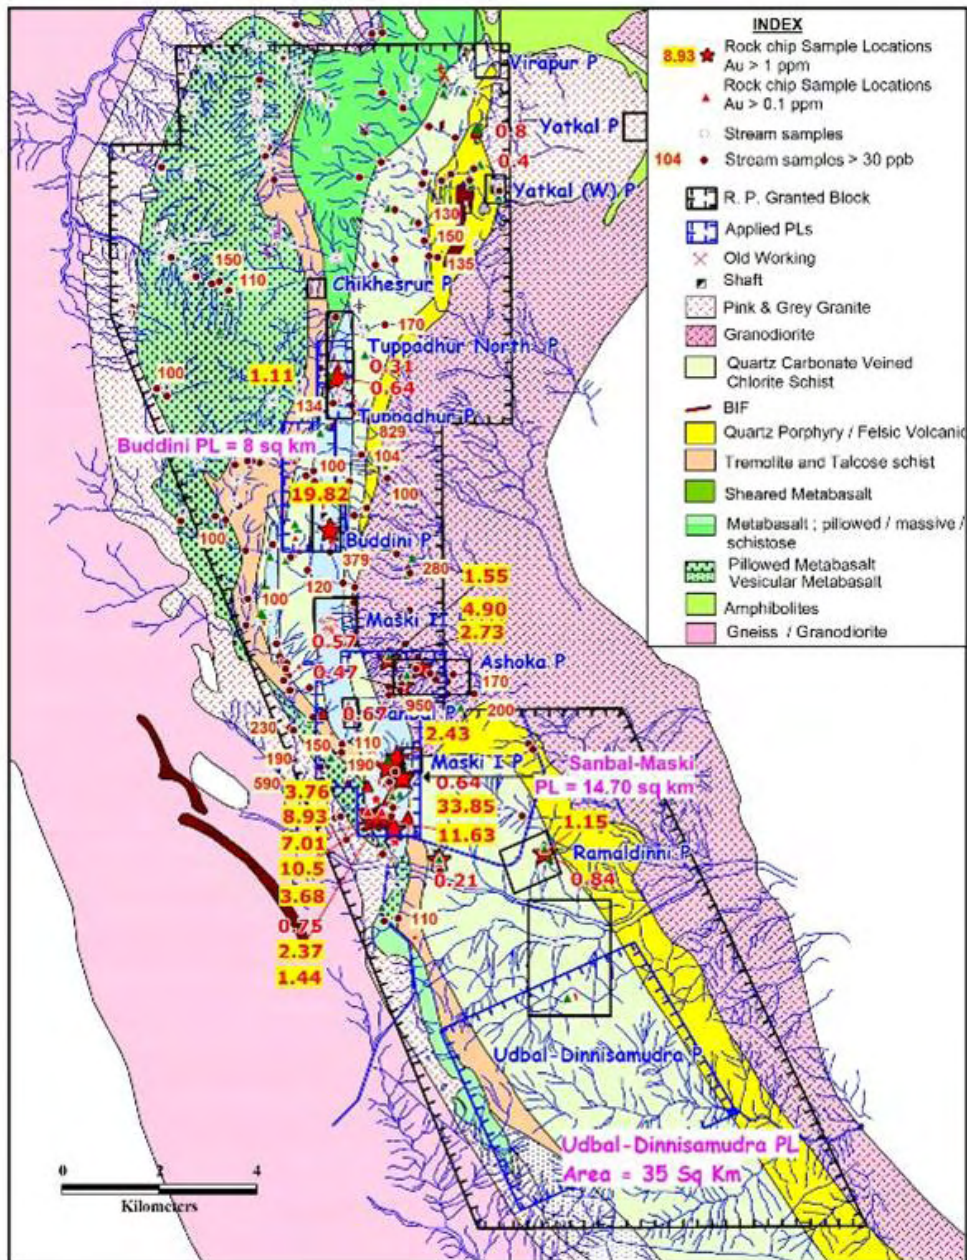 INDEX
8.93 Rock chip Sample Locations
Au > 1 ppm
Rock chip Sample Locations
Au > 0.1 ppm
Stream samples
104 Stream samples > 30 ppb
R. P. Granted Block
Applied PLs
Old Working
Shaft
Pink & Grey Granite
Granodiorite
Quartz Carbonate Veined
Chlorite Schist
BIF
Quartz Porphyry / Felsic Volcanic
Tremolite and Talcose schist
Sheared Metabasalt
Metabasalt ; pillowed / massive /
schistose
Pillowed Metabasalt
Vesicular Metabasalt
Amphibolites
Gneiss / Granodiorite
Virapur P
0.8
Yatkal P
0.4
Yatkal (W) P
130
150
135
150
110
Chikhesrur P
170
Tuppadhur North P
100
1.11
0.31
0.64
134
Tuppadhur P
829
Buddini PL = 8 sq km
104
100
19.82
100
100
Buddini P
379
280
120
1.55
100
4.90
Maski II
2.73
0.57
Ashoka P
0.47
170
950
200
0.67
230
2.43
150
110
190
190
Maski I P
Sanbal-Maski
PL = 14.70 sq km
590
0.64
3.76
33.85
8.93
1.15
11.63
7.01
Ramaldinni P
10.5
0.21
0.84
3.68
110
0.75
2.37
1.44
Udbal-Dinnisamudra P
Udbal-Dinnisamudra PL
Area = 35 Sq Km
0 2 4
Kilometers